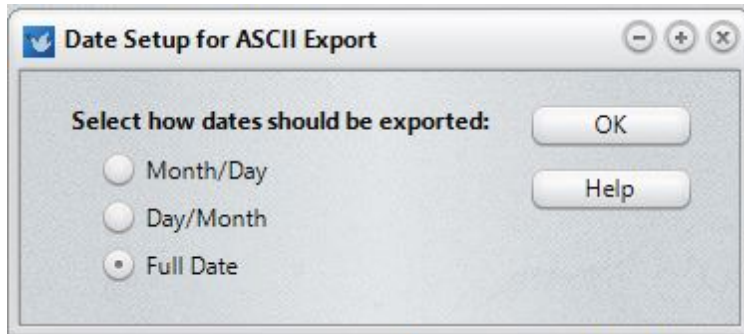 Date Setup for ASCII Export
Select how dates should be exported:
OK
Month/Day
Help
Day/Month
Full Date